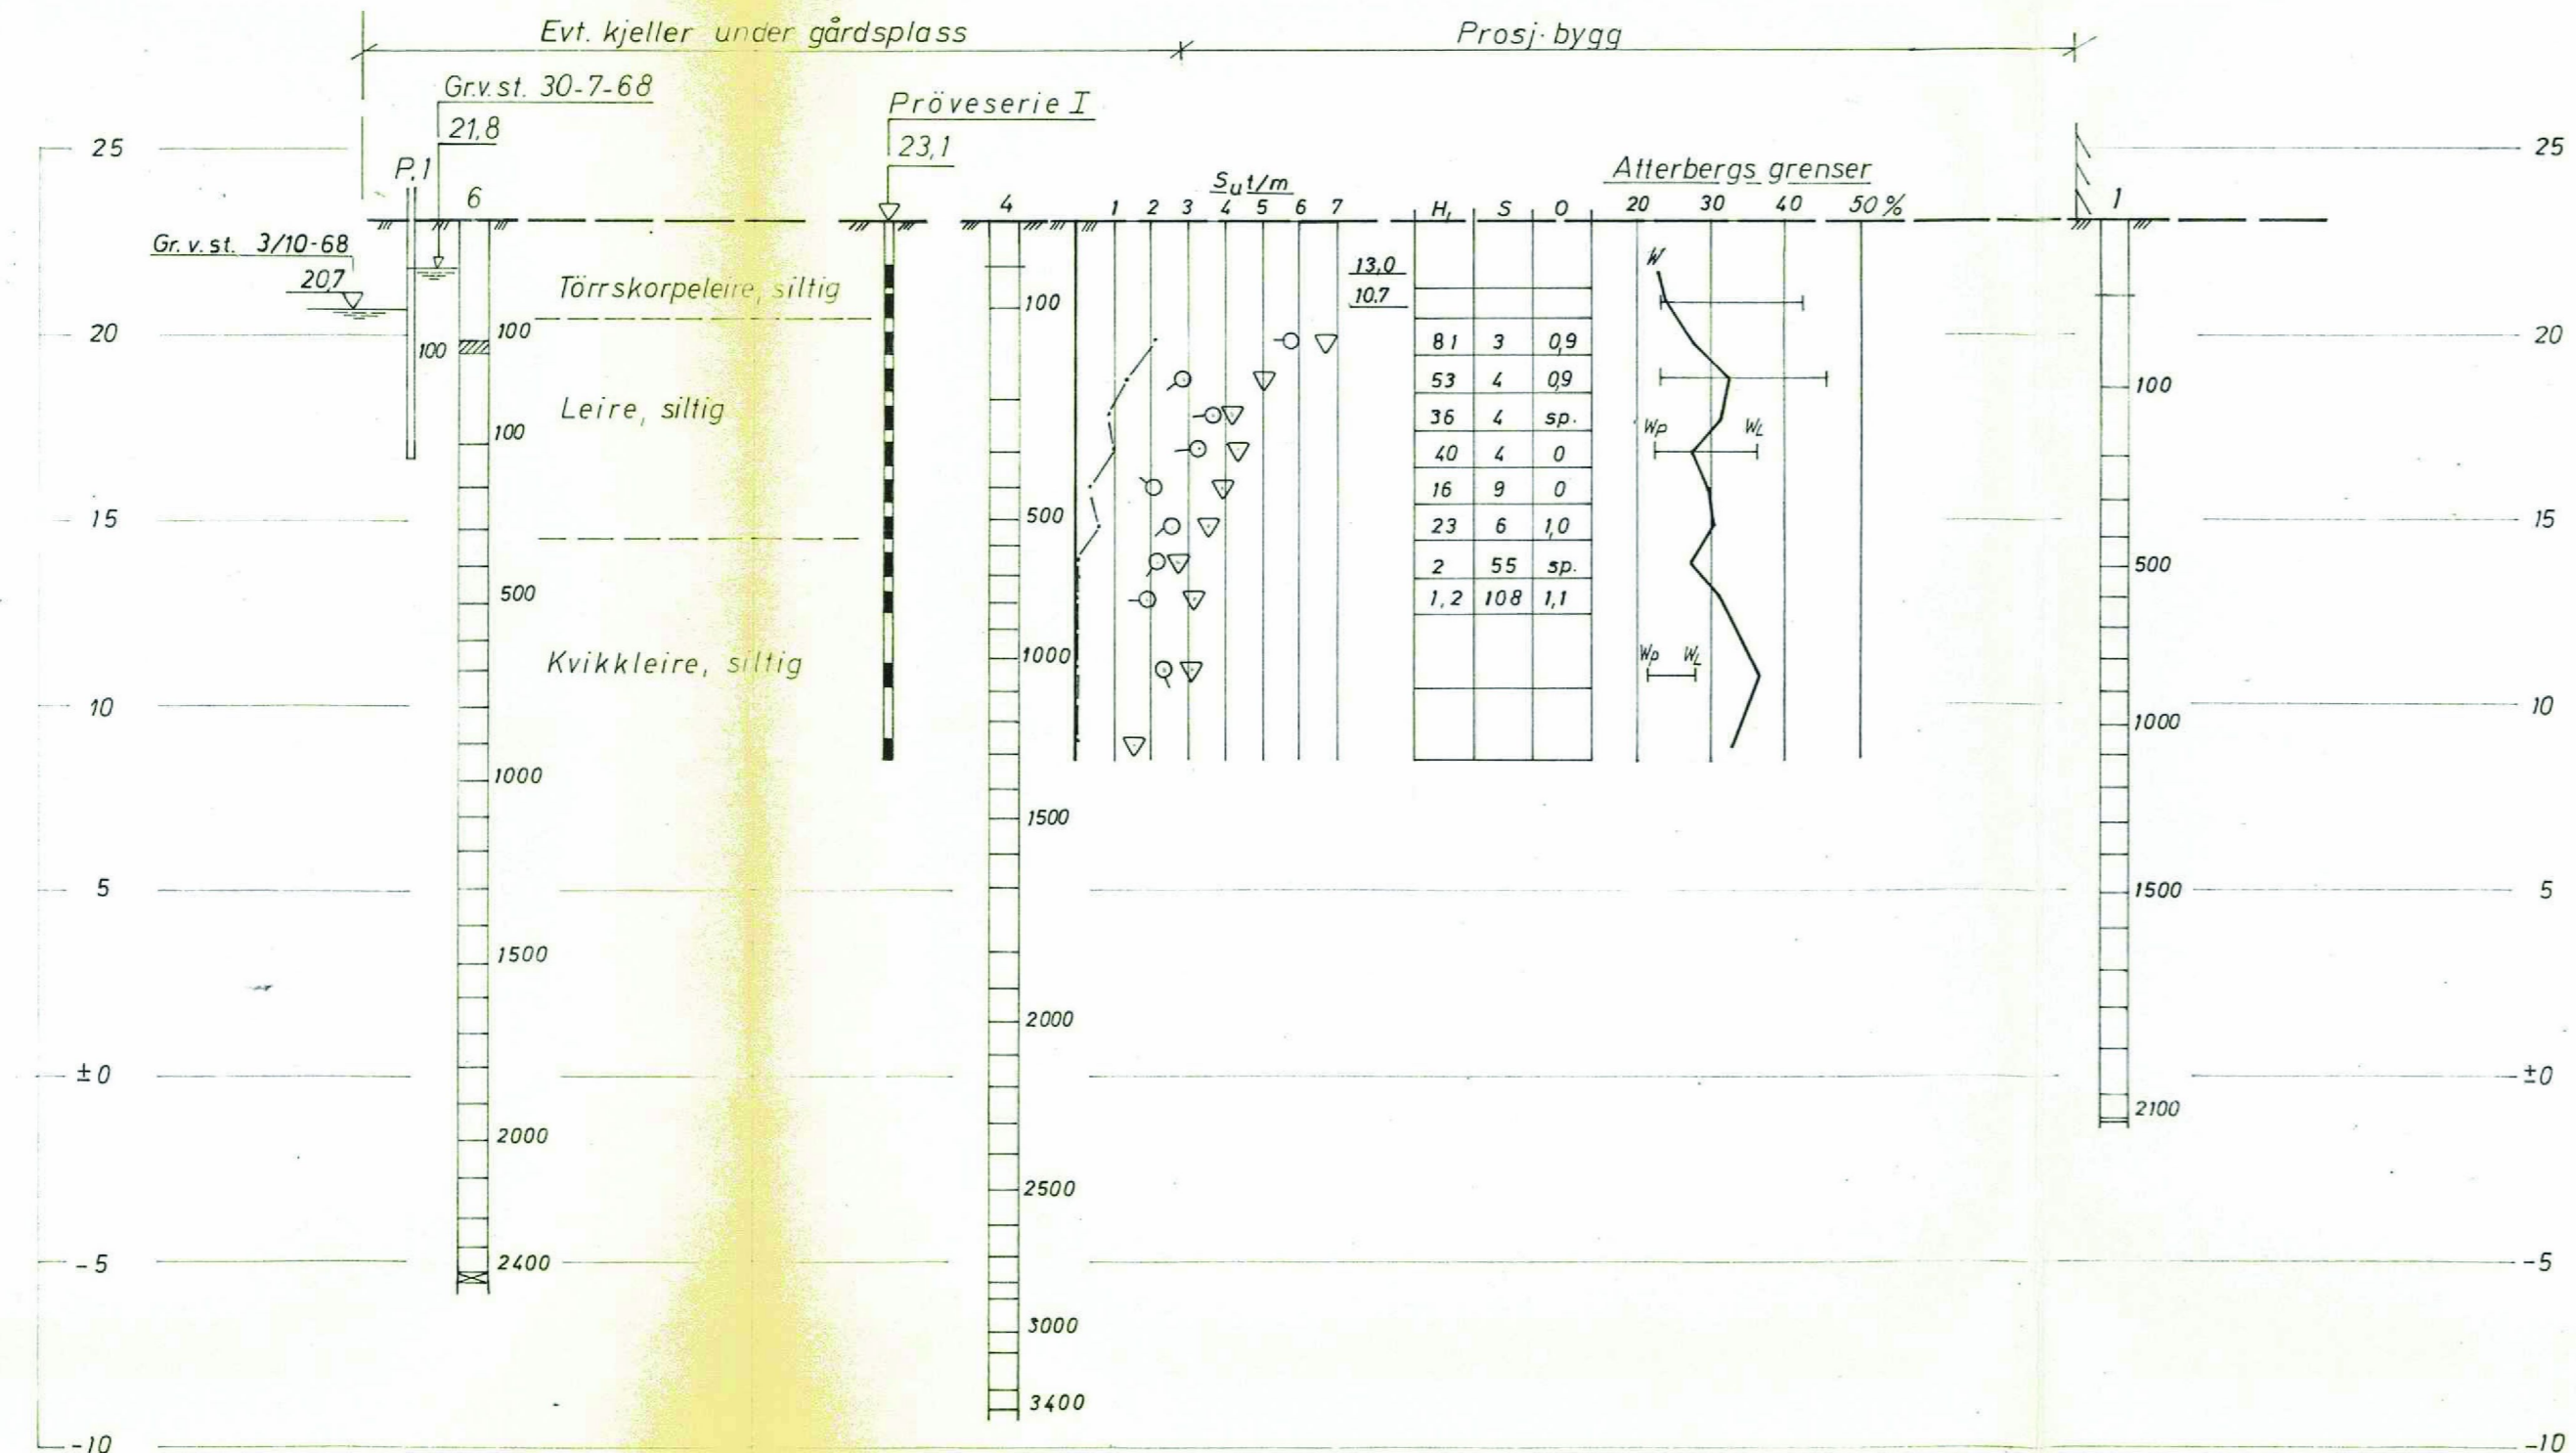 Evt. kjeller under gårdsplass
Prosj. bygg
Gr.v.st. 30-7-68
21,8
Pröveserie I
23,1
25
25
P.1
6
4
Su t/m
1 2 3 4 5 6 7
H, S O
Atterbergs grenser
20 30 40 50 %
1
Gr. v. st. 3/10-68
20,7
Törrskorpeleire, siltig
100
13,0
10.7
W
20
100
100
81 3 0,9
20
53 4 0,9
100
Leire, siltig
100
36 4 sp.
Wp WL
40 4 0
16 9 0
15
500
23 6 1,0
15
2 55 sp.
500
500
1,2 108 1,1
Kvikkleire, siltig
1000
Wp WL
10
10
1000
1000
1500
5
1500
5
1500
2000
±0
±0
2100
2000
2500
-5
2400
-5
3000
3400
-10
-10